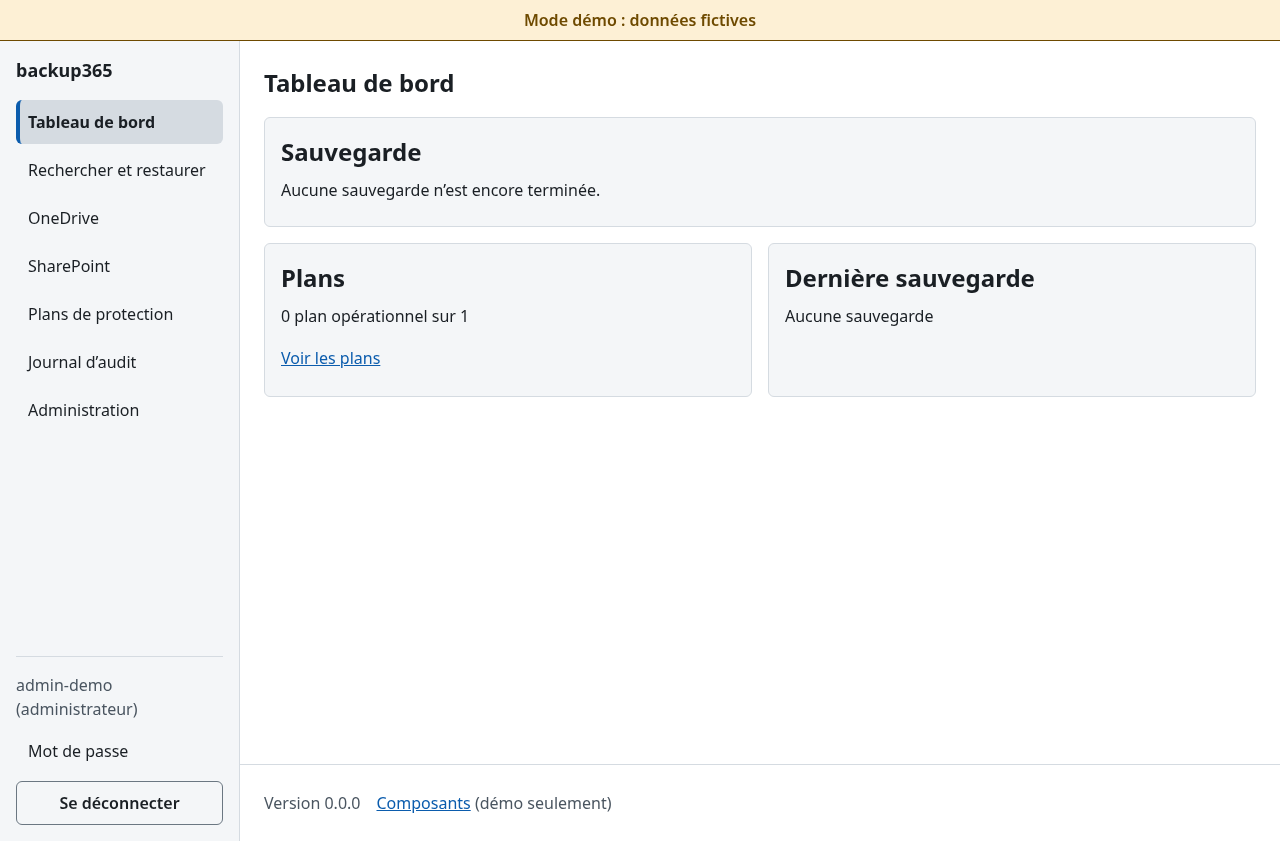 Mode démo : données fictives
backup365
Tableau de bord
Rechercher et restaurer
OneDrive
SharePoint
Plans de protection
Journal d’audit
Administration
admin-demo
(administrateur)
Mot de passe
Se déconnecter
Tableau de bord
Sauvegarde
Aucune sauvegarde n’est encore terminée.
Plans
0 plan opérationnel sur 1
Voir les plans
Dernière sauvegarde
Aucune sauvegarde
Version 0.0.0 Composants (démo seulement)